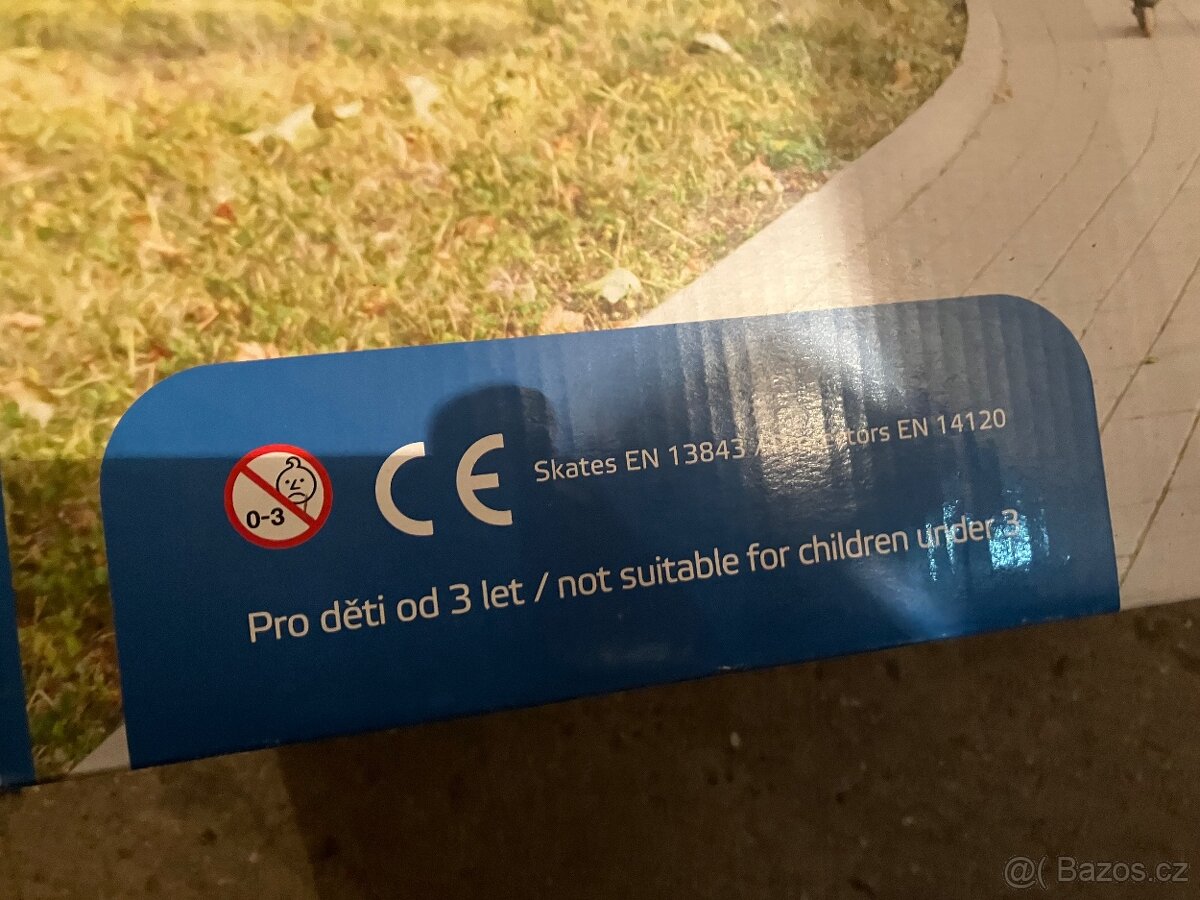 0-3
CE
Skates EN 13843 / EN 14120
Pro děti od 3 let / not suitable for children under 3
@( Bazos.cz